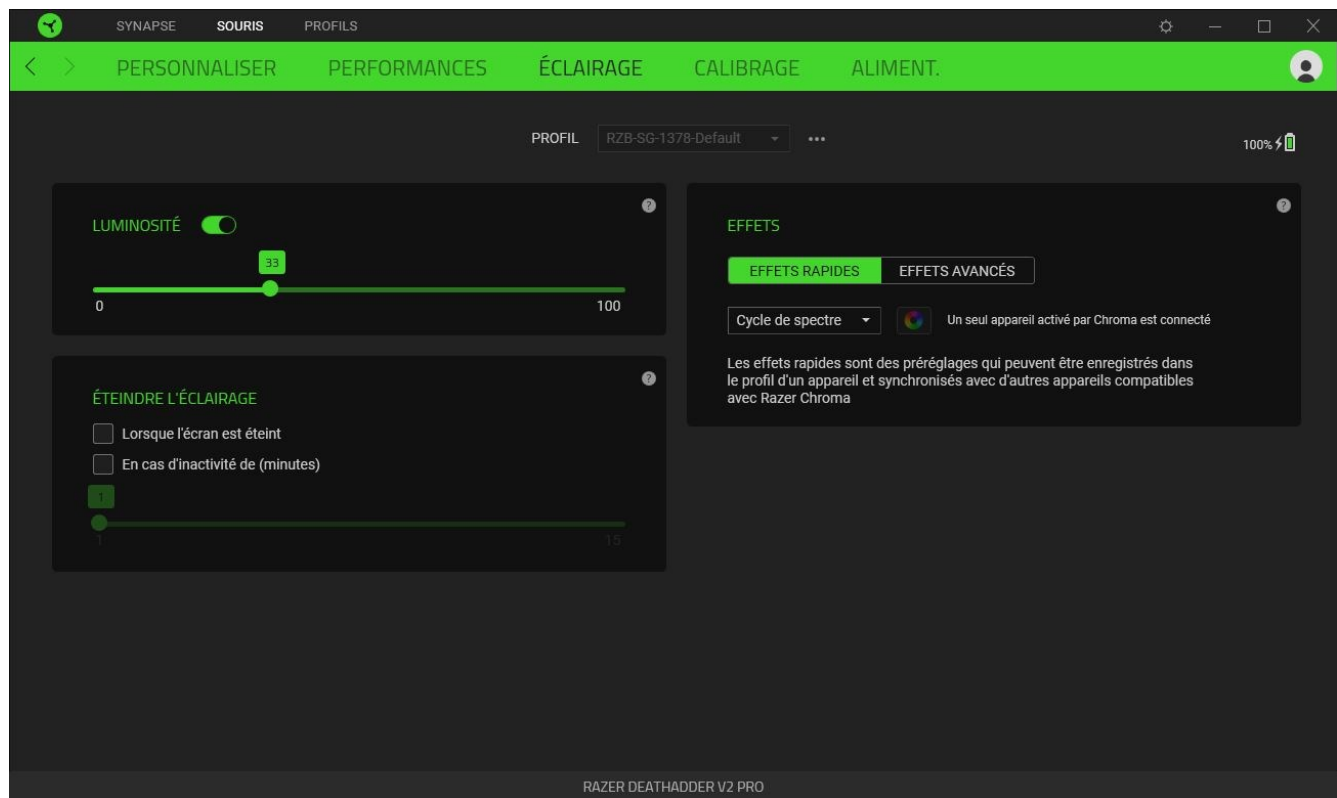 SYNAPSE SOURIS PROFILS
PERSONNALISER PERFORMANCES ÉCLAIRAGE CALIBRAGE ALIMENT.
PROFIL RZB-SG-1378-Default
100%
LUMINOSITÉ
33
0 100
ÉTEINDRE L'ÉCLAIRAGE
Lorsque l'écran est éteint
En cas d'inactivité de (minutes)
1
1 15
EFFETS
EFFETS RAPIDES EFFETS AVANCÉS
Cycle de spectre Un seul appareil activé par Chroma est connecté
Les effets rapides sont des préréglages qui peuvent être enregistrés dans
le profil d'un appareil et synchronisés avec d'autres appareils compatibles
avec Razer Chroma
RAZER DEATHADDER V2 PRO